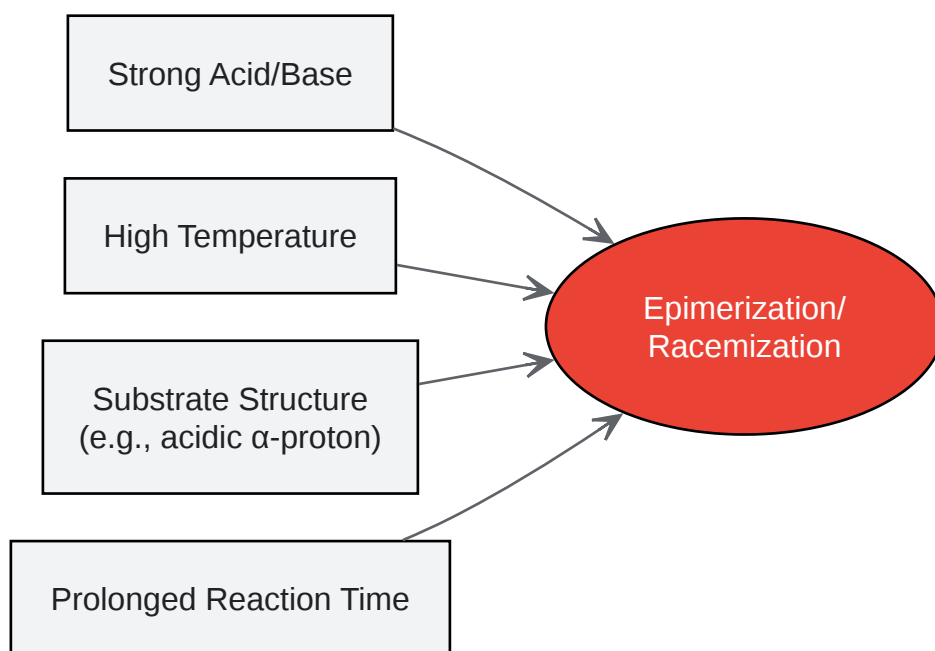 Strong Acid/Base
High Temperature
Substrate Structure
(e.g., acidic α-proton)
Prolonged Reaction Time
Epimerization/
Racemization